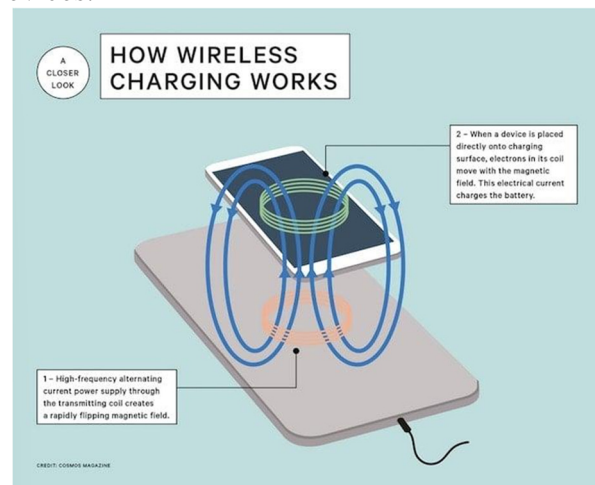 A
CLOSER
LOOK
HOW WIRELESS
CHARGING WORKS
2 – When a device is placed
directly onto charging
surface, electrons in its coil
move with the magnetic
field. This electrical current
charges the battery.
1 – High-frequency alternating
current power supply through
the transmitting coil creates
a rapidly flipping magnetic field.
CREDIT: COSMOS MAGAZINE